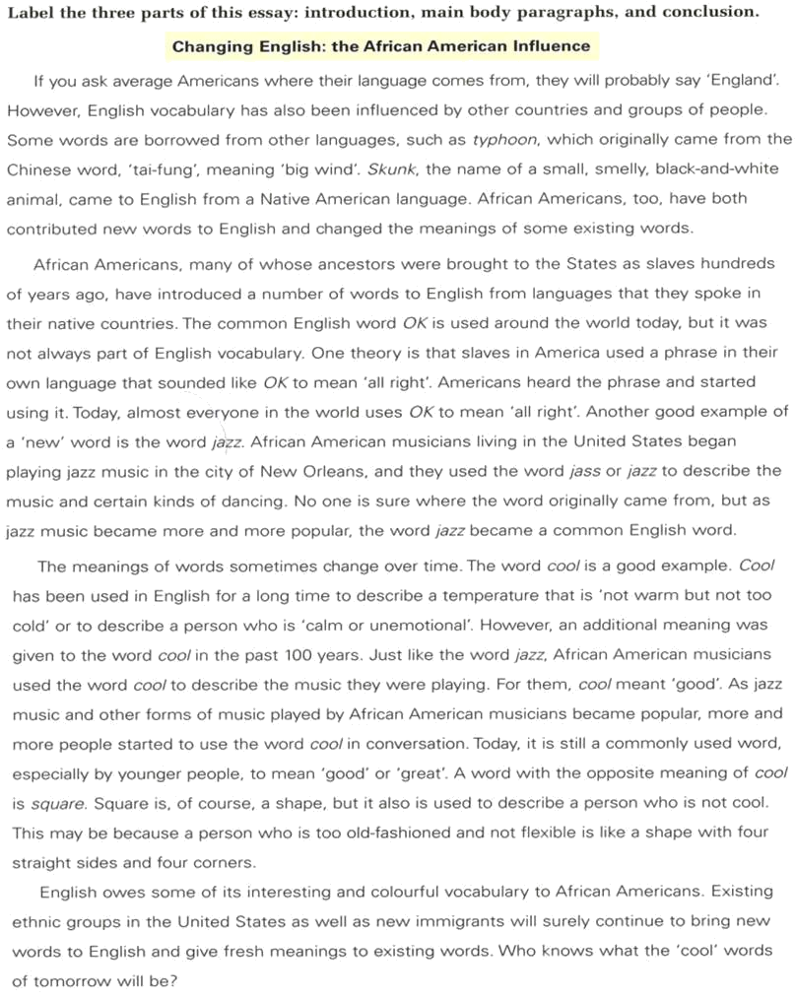 Label the three parts of this essay: introduction, main body paragraphs, and conclusion.
Changing English: the African American Influence
If you ask average Americans where their language comes from, they will probably say ‘England’.
However, English vocabulary has also been influenced by other countries and groups of people.
Some words are borrowed from other languages, such as typhoon, which originally came from the
Chinese word, ‘tai-fung’, meaning ‘big wind’. Skunk, the name of a small, smelly, black-and-white
animal, came to English from a Native American language. African Americans, too, have both
contributed new words to English and changed the meanings of some existing words.
African Americans, many of whose ancestors were brought to the States as slaves hundreds
of years ago, have introduced a number of words to English from languages that they spoke in
their native countries. The common English word OK is used around the world today, but it was
not always part of English vocabulary. One theory is that slaves in America used a phrase in their
own language that sounded like OK to mean ‘all right’. Americans heard the phrase and started
using it. Today, almost everyone in the world uses OK to mean ‘all right’. Another good example of
a ‘new’ word is the word jazz. African American musicians living in the United States began
playing jazz music in the city of New Orleans, and they used the word jass or jazz to describe the
music and certain kinds of dancing. No one is sure where the word originally came from, but as
jazz music became more and more popular, the word jazz became a common English word.
The meanings of words sometimes change over time. The word cool is a good example. Cool
has been used in English for a long time to describe a temperature that is ‘not warm but not too
cold’ or to describe a person who is ‘calm or unemotional’. However, an additional meaning was
given to the word cool in the past 100 years. Just like the word jazz, African American musicians
used the word cool to describe the music they were playing. For them, cool meant ‘good’. As jazz
music and other forms of music played by African American musicians became popular, more and
more people started to use the word cool in conversation. Today, it is still a commonly used word,
especially by younger people, to mean ‘good’ or ‘great’. A word with the opposite meaning of cool
is square. Square is, of course, a shape, but it also is used to describe a person who is not cool.
This may be because a person who is too old-fashioned and not flexible is like a shape with four
straight sides and four corners.
English owes some of its interesting and colourful vocabulary to African Americans. Existing
ethnic groups in the United States as well as new immigrants will surely continue to bring new
words to English and give fresh meanings to existing words. Who knows what the ‘cool’ words
of tomorrow will be?